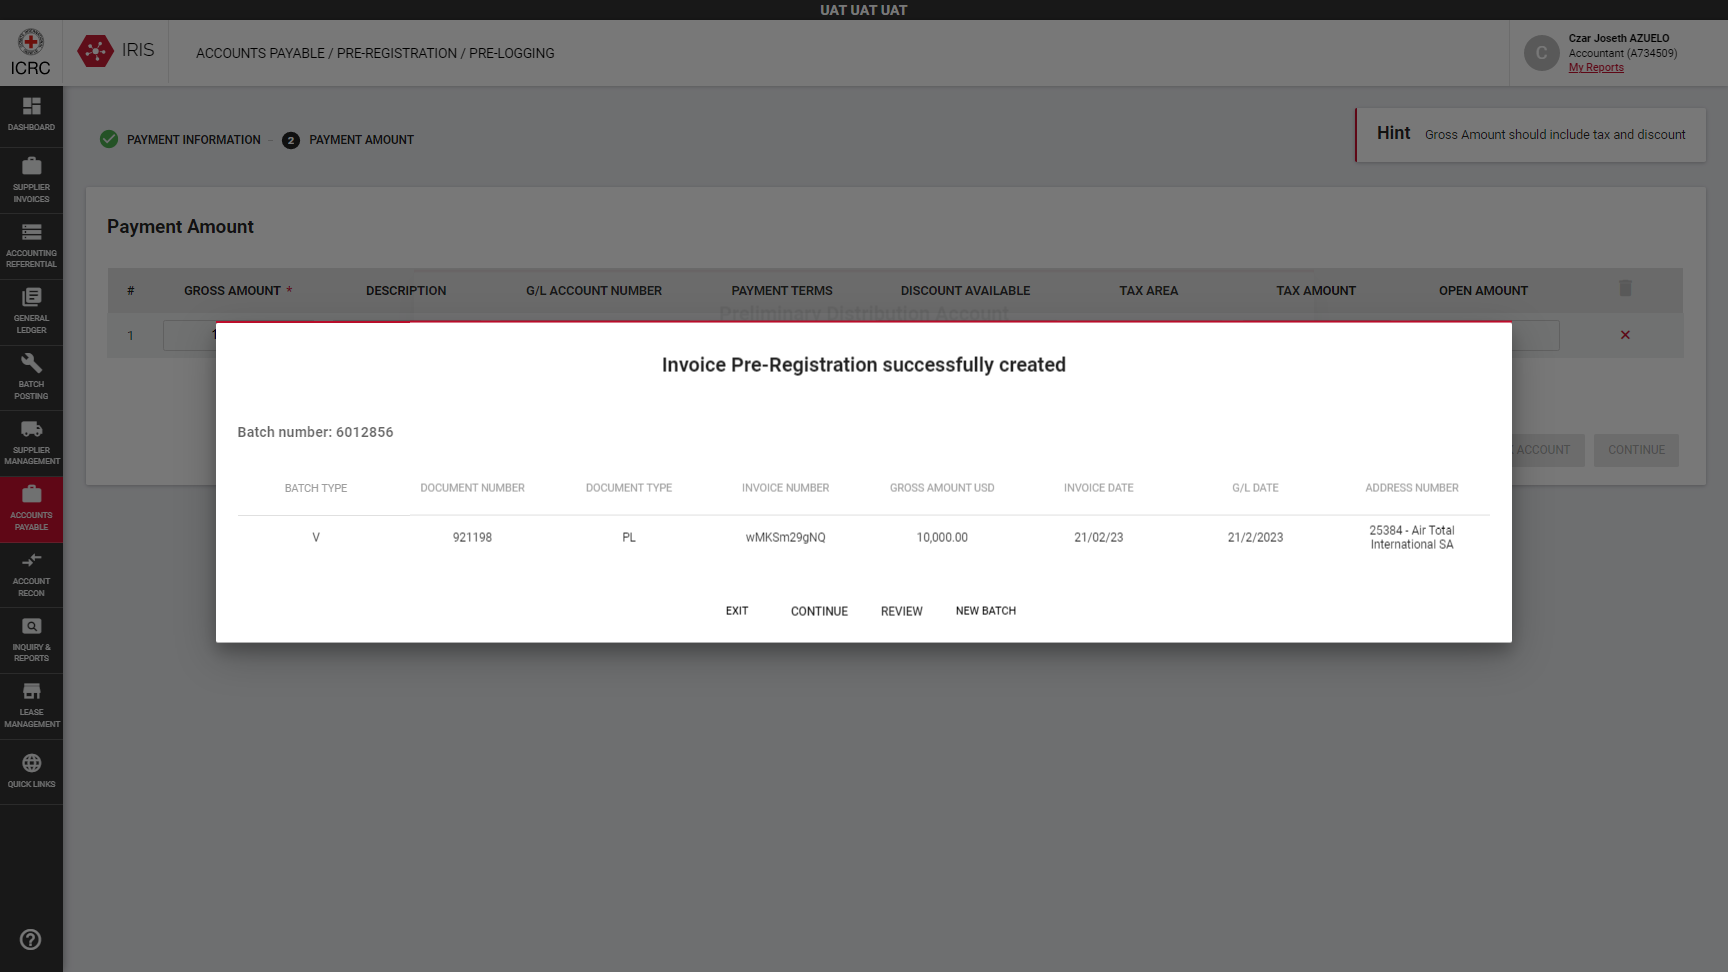 UAT UAT UAT
ICRC
IRIS
ACCOUNTS PAYABLE / PRE-REGISTRATION / PRE-LOGGING
C
Czar Joseth AZUELO
Accountant (A734509)
My Reports
DASHBOARD
SUPPLIER
INVOICES
ACCOUNTING
REFERENTIAL
GENERAL
LEDGER
BATCH
POSTING
SUPPLIER
MANAGEMENT
ACCOUNTS
PAYABLE
ACCOUNT
RECON
INQUIRY &
REPORTS
LEASE
MANAGEMENT
QUICK LINKS
PAYMENT INFORMATION – 2 PAYMENT AMOUNT
Hint Gross Amount should include tax and discount
Payment Amount
# GROSS AMOUNT * DESCRIPTION G/L ACCOUNT NUMBER PAYMENT TERMS DISCOUNT AVAILABLE TAX AREA TAX AMOUNT OPEN AMOUNT
Preliminary Distribution Account
1 1
ACCOUNT CONTINUE
Invoice Pre-Registration successfully created
Batch number: 6012856
BATCH TYPE DOCUMENT NUMBER DOCUMENT TYPE INVOICE NUMBER GROSS AMOUNT USD INVOICE DATE G/L DATE ADDRESS NUMBER
V 921198 PL wMKSm29gNQ 10,000.00 21/02/23 21/2/2023 25384 - Air Total
International SA
EXIT CONTINUE REVIEW NEW BATCH